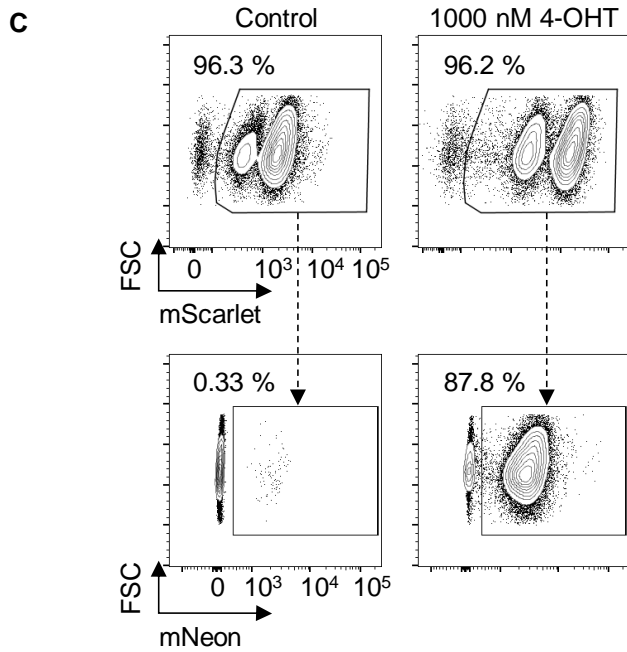 C
Control
1000 nM 4-OHT
96.3 %
96.2 %
FSC
0 10³ 10⁴ 10⁵
mScarlet
0.33 %
87.8 %
FSC
0 10³ 10⁴ 10⁵
mNeon